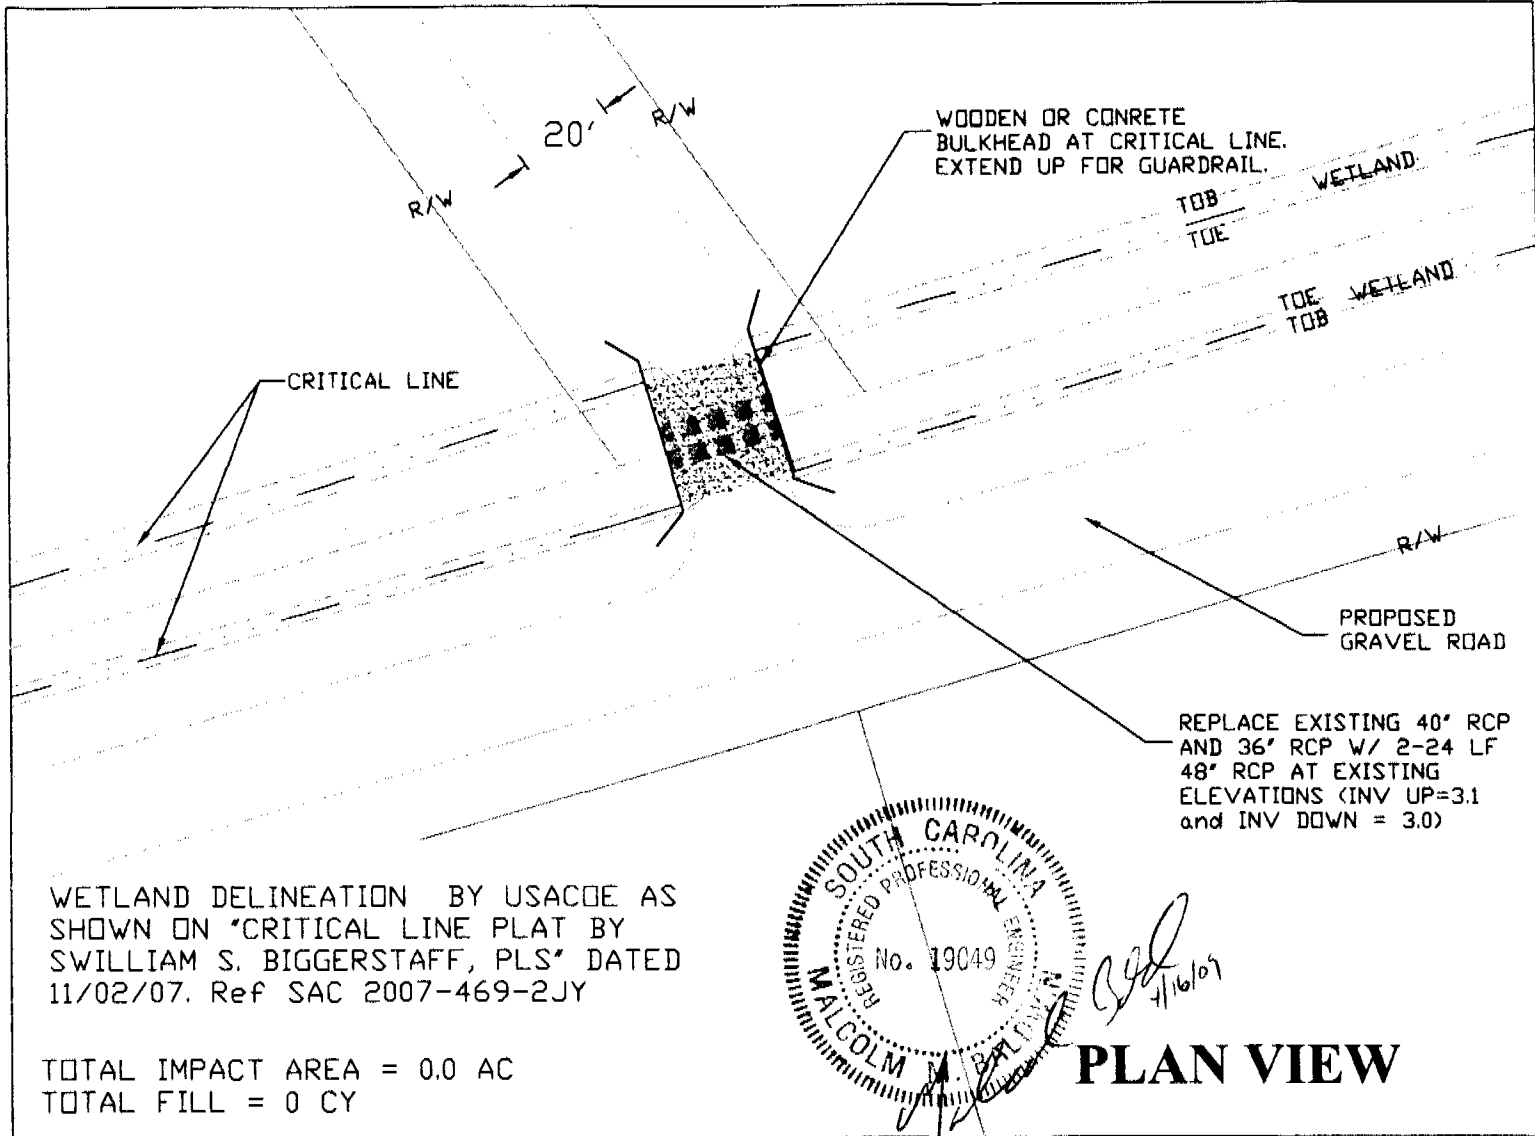 20'
R/W
R/W
WOODEN OR CONRETE
BULKHEAD AT CRITICAL LINE.
EXTEND UP FOR GUARDRAIL.
TOB
TOE
WETLAND
TOE
TOB
WETLAND
CRITICAL LINE
R/W
PROPOSED
GRAVEL ROAD
REPLACE EXISTING 40" RCP
AND 36" RCP W/ 2-24 LF
48" RCP AT EXISTING
ELEVATIONS (INV UP=3.1
and INV DOWN = 3.0)
WETLAND DELINEATION BY USACOE AS
SHOWN ON "CRITICAL LINE PLAT BY
SWILLIAM S. BIGGERSTAFF, PLS" DATED
11/02/07. Ref SAC 2007-469-2JY
TOTAL IMPACT AREA = 0.0 AC
TOTAL FILL = 0 CY
SOUTH CAROLINA
REGISTERED PROFESSIONAL ENGINEER
No. 19049
MALCOLM M. BALDWIN
PLAN VIEW